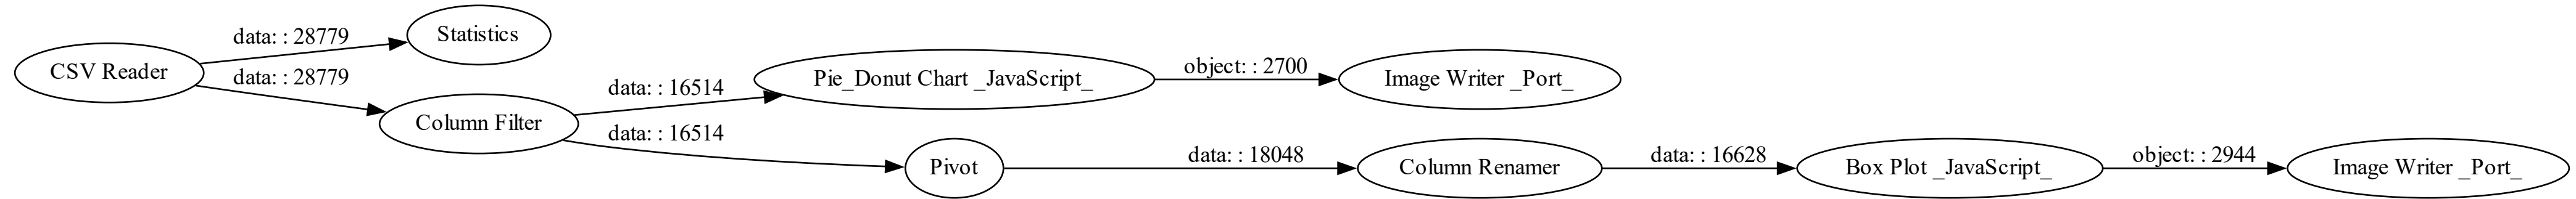 CSV Reader
data: : 28779
Statistics
data: : 28779
Column Filter
data: : 16514
Pie_Donut Chart _JavaScript_
object: : 2700
Image Writer _Port_
data: : 16514
Pivot
data: : 18048
Column Renamer
data: : 16628
Box Plot _JavaScript_
object: : 2944
Image Writer _Port_